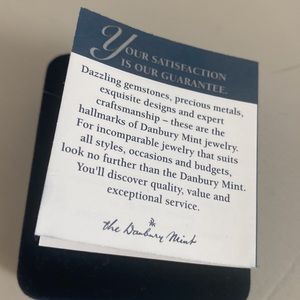 YOUR SATISFACTION
IS OUR GUARANTEE.
Dazzling gemstones, precious metals,
exquisite designs and expert
craftsmanship – these are the
hallmarks of Danbury Mint jewelry.
For incomparable jewelry that suits
all styles, occasions and budgets,
look no further than the Danbury Mint.
You'll discover quality, value and
exceptional service.
the Danbury Mint